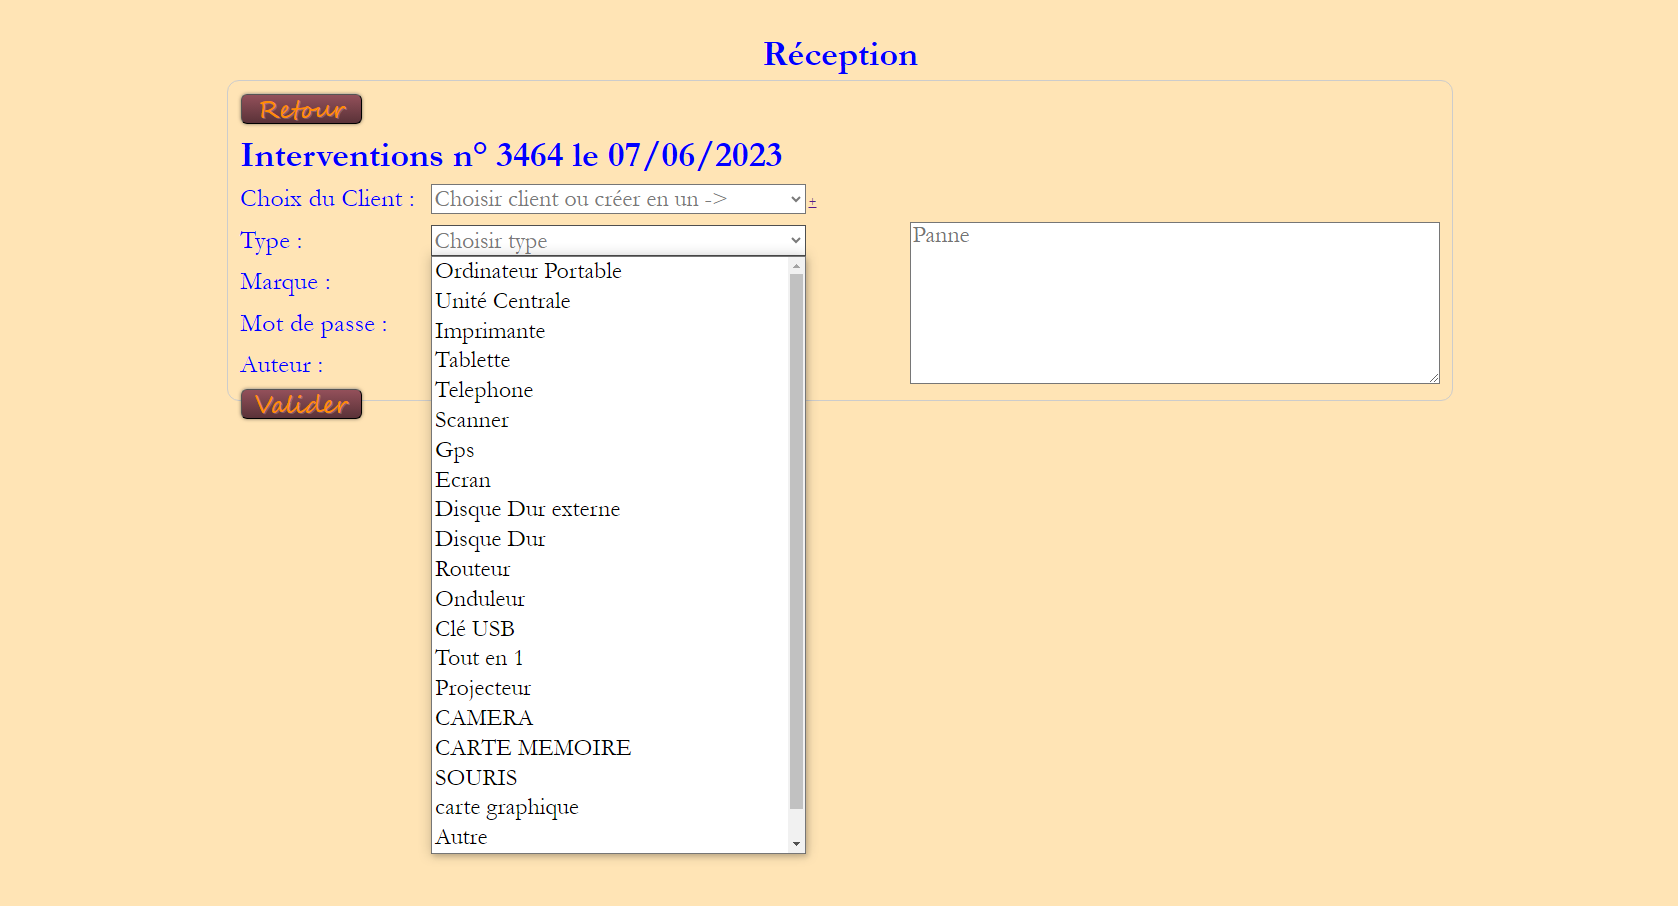 Réception
Retour
Interventions n° 3464 le 07/06/2023
Choix du Client : Choisir client ou créer en un -> +
Type : Choisir type
Panne
Marque :
Mot de passe :
Auteur :
Valider
Ordinateur Portable
Unité Centrale
Imprimante
Tablette
Telephone
Scanner
Gps
Ecran
Disque Dur externe
Disque Dur
Routeur
Onduleur
Clé USB
Tout en 1
Projecteur
CAMERA
CARTE MEMOIRE
SOURIS
carte graphique
Autre